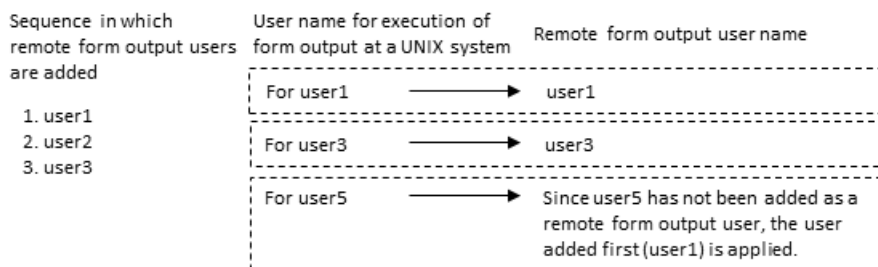 Sequence in which
remote form output users
are added
1. user1
2. user2
3. user3
User name for execution of
form output at a UNIX system
Remote form output user name
For user1
user1
For user3
user3
For user5
Since user5 has not been added as a
remote form output user, the user
added first (user1) is applied.